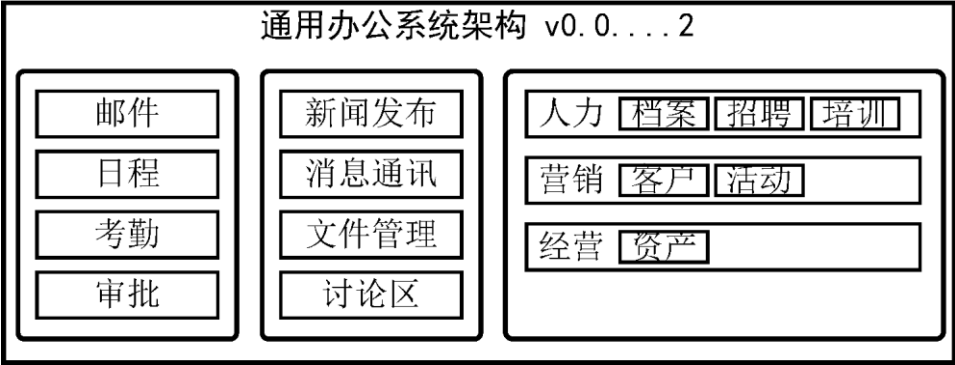 通用办公系统架构 v0.0....2
邮件
日程
考勤
审批
新闻发布
消息通讯
文件管理
讨论区
人力 档案 招聘 培训
营销 客户 活动
经营 资产